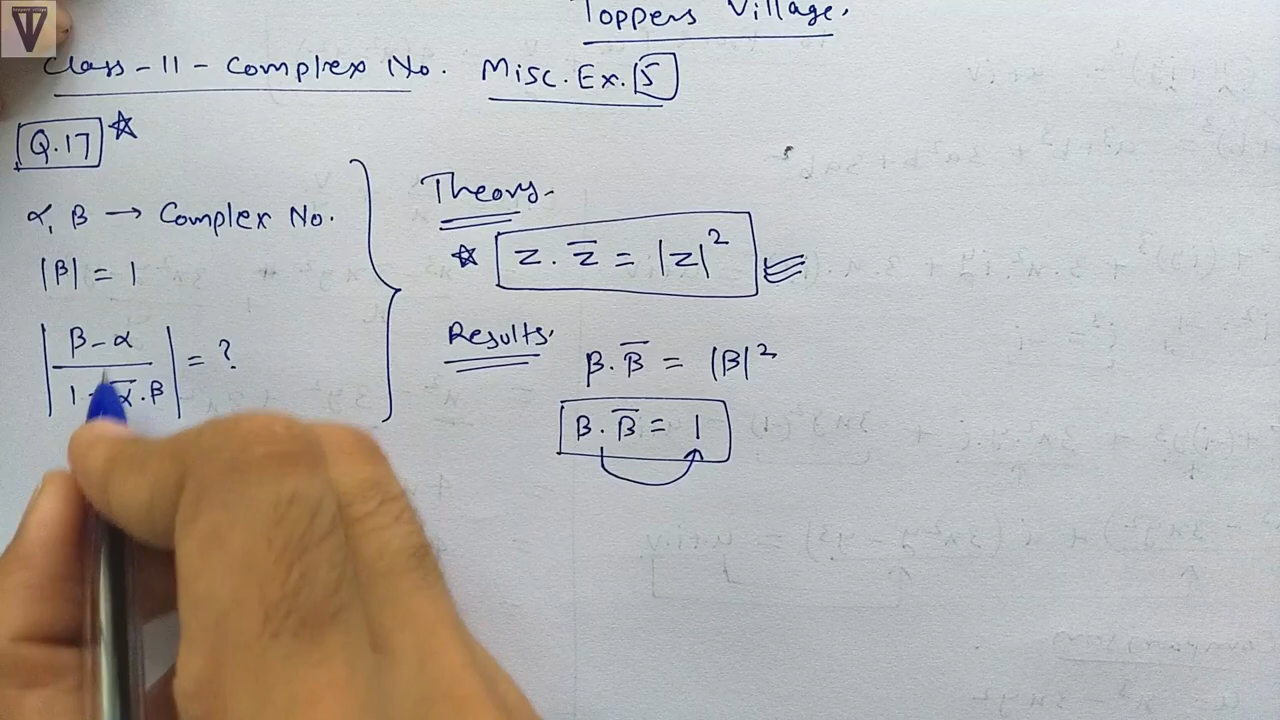 Toppers Village.
Class-11-Complex No. Misc. Ex. 5
Q.17
α, β → Complex No.
|β| = 1
|β-α / 1-ᾱ.β| = ?
Theory-
z.z̄ = |z|²
Results.
β.β̄ = |β|²
β.β̄ = 1